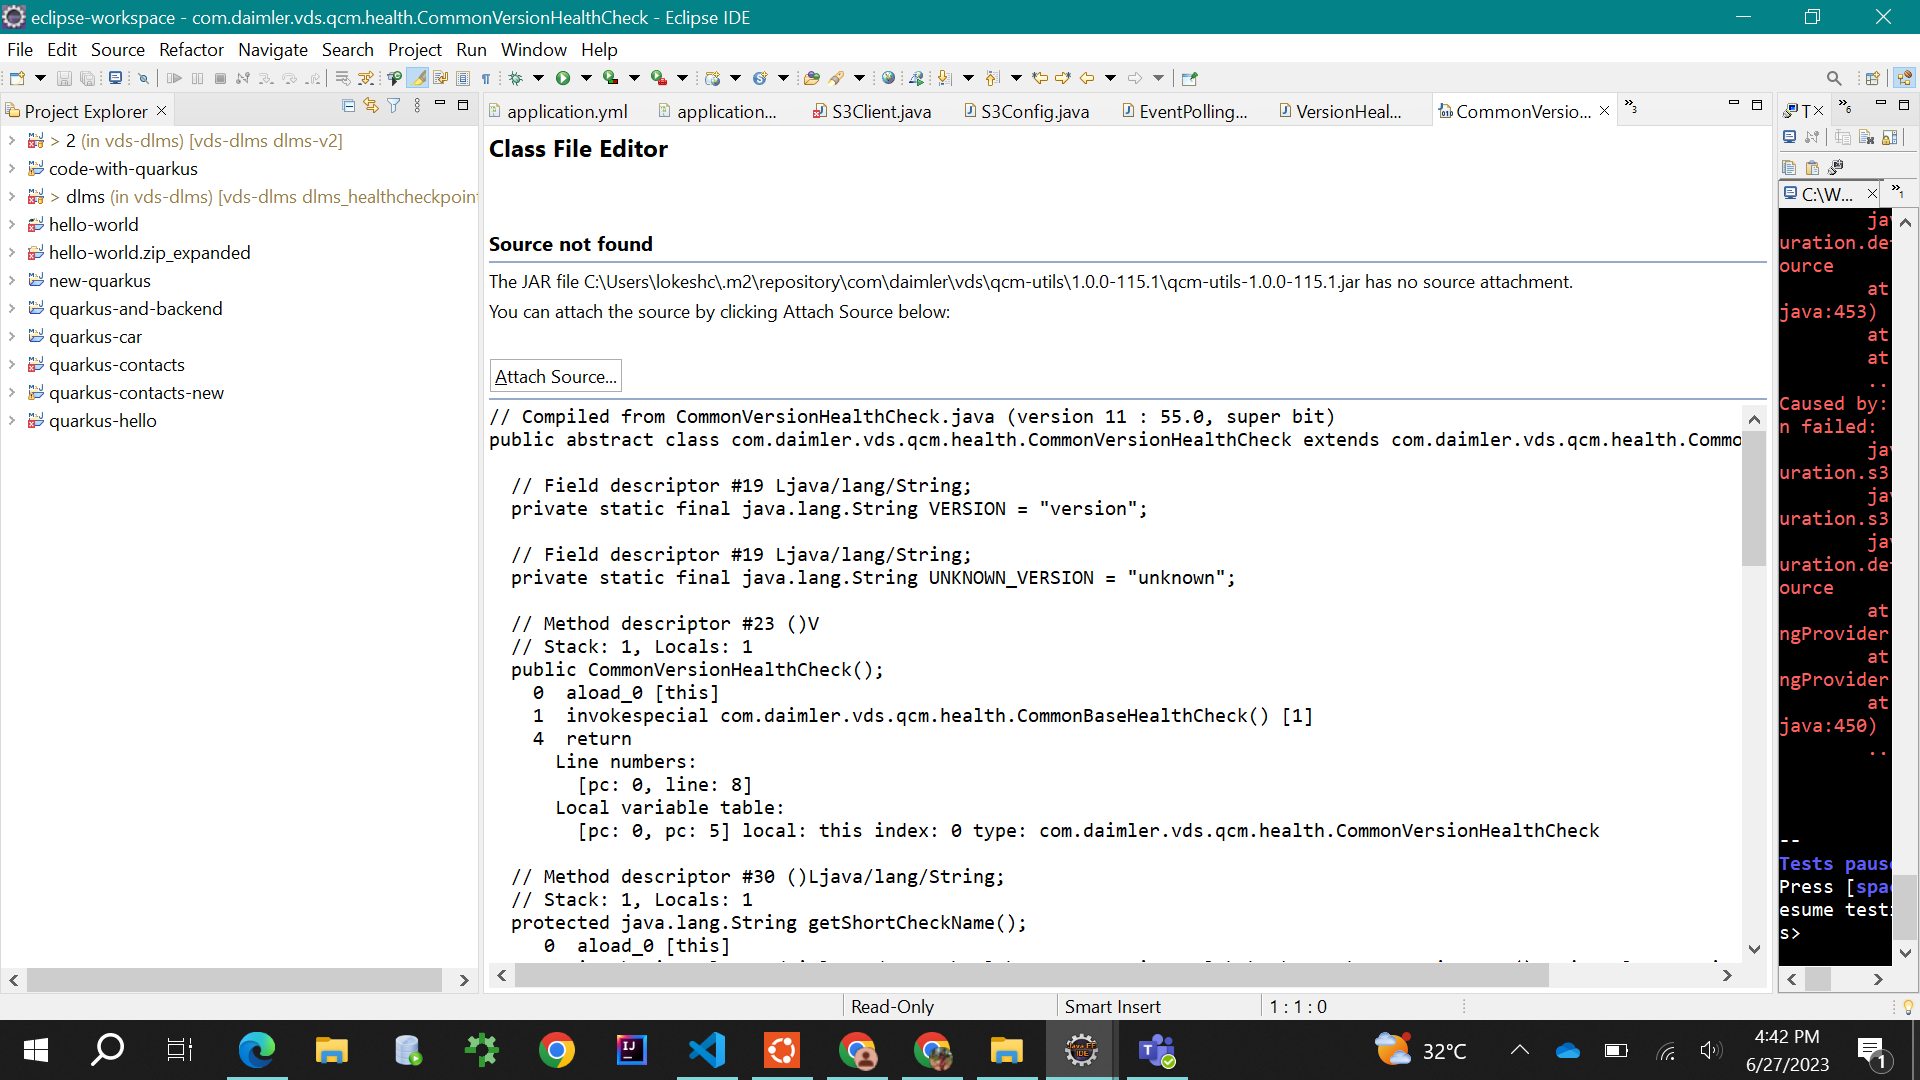 eclipse-workspace - com.daimler.vds.qcm.health.CommonVersionHealthCheck - Eclipse IDE
File Edit Source Refactor Navigate Search Project Run Window Help
Project Explorer
> 2 (in vds-dlms) [vds-dlms dlms-v2]
code-with-quarkus
> dlms (in vds-dlms) [vds-dlms dlms_healthcheckpoint
hello-world
hello-world.zip_expanded
new-quarkus
quarkus-and-backend
quarkus-car
quarkus-contacts
quarkus-contacts-new
quarkus-hello
application.yml application... S3Client.java S3Config.java EventPolling... VersionHeal... CommonVersio... »3
Class File Editor
Source not found
The JAR file C:\Users\lokeshc\.m2\repository\com\daimler\vds\qcm-utils\1.0.0-115.1\qcm-utils-1.0.0-115.1.jar has no source attachment.
You can attach the source by clicking Attach Source below:
Attach Source...
// Compiled from CommonVersionHealthCheck.java (version 11 : 55.0, super bit)
public abstract class com.daimler.vds.qcm.health.CommonVersionHealthCheck extends com.daimler.vds.qcm.health.Commo
// Field descriptor #19 Ljava/lang/String;
private static final java.lang.String VERSION = "version";
// Field descriptor #19 Ljava/lang/String;
private static final java.lang.String UNKNOWN_VERSION = "unknown";
// Method descriptor #23 ()V
// Stack: 1, Locals: 1
public CommonVersionHealthCheck();
0 aload_0 [this]
1 invokespecial com.daimler.vds.qcm.health.CommonBaseHealthCheck() [1]
4 return
Line numbers:
[pc: 0, line: 8]
Local variable table:
[pc: 0, pc: 5] local: this index: 0 type: com.daimler.vds.qcm.health.CommonVersionHealthCheck
// Method descriptor #30 ()Ljava/lang/String;
// Stack: 1, Locals: 1
protected java.lang.String getShortCheckName();
0 aload_0 [this]
T »6
C:\W... »1
ja
uration.de
ource
at
java:453)
at
at
..
Caused by:
n failed:
ja
uration.s3
ja
uration.s3
ja
uration.de
ource
at
ngProvider
at
ngProvider
at
java:450)
..
--
Tests paus
Press [spa
esume test
s>
Read-Only Smart Insert 1 : 1 : 0
32°C
4:42 PM
6/27/2023
1